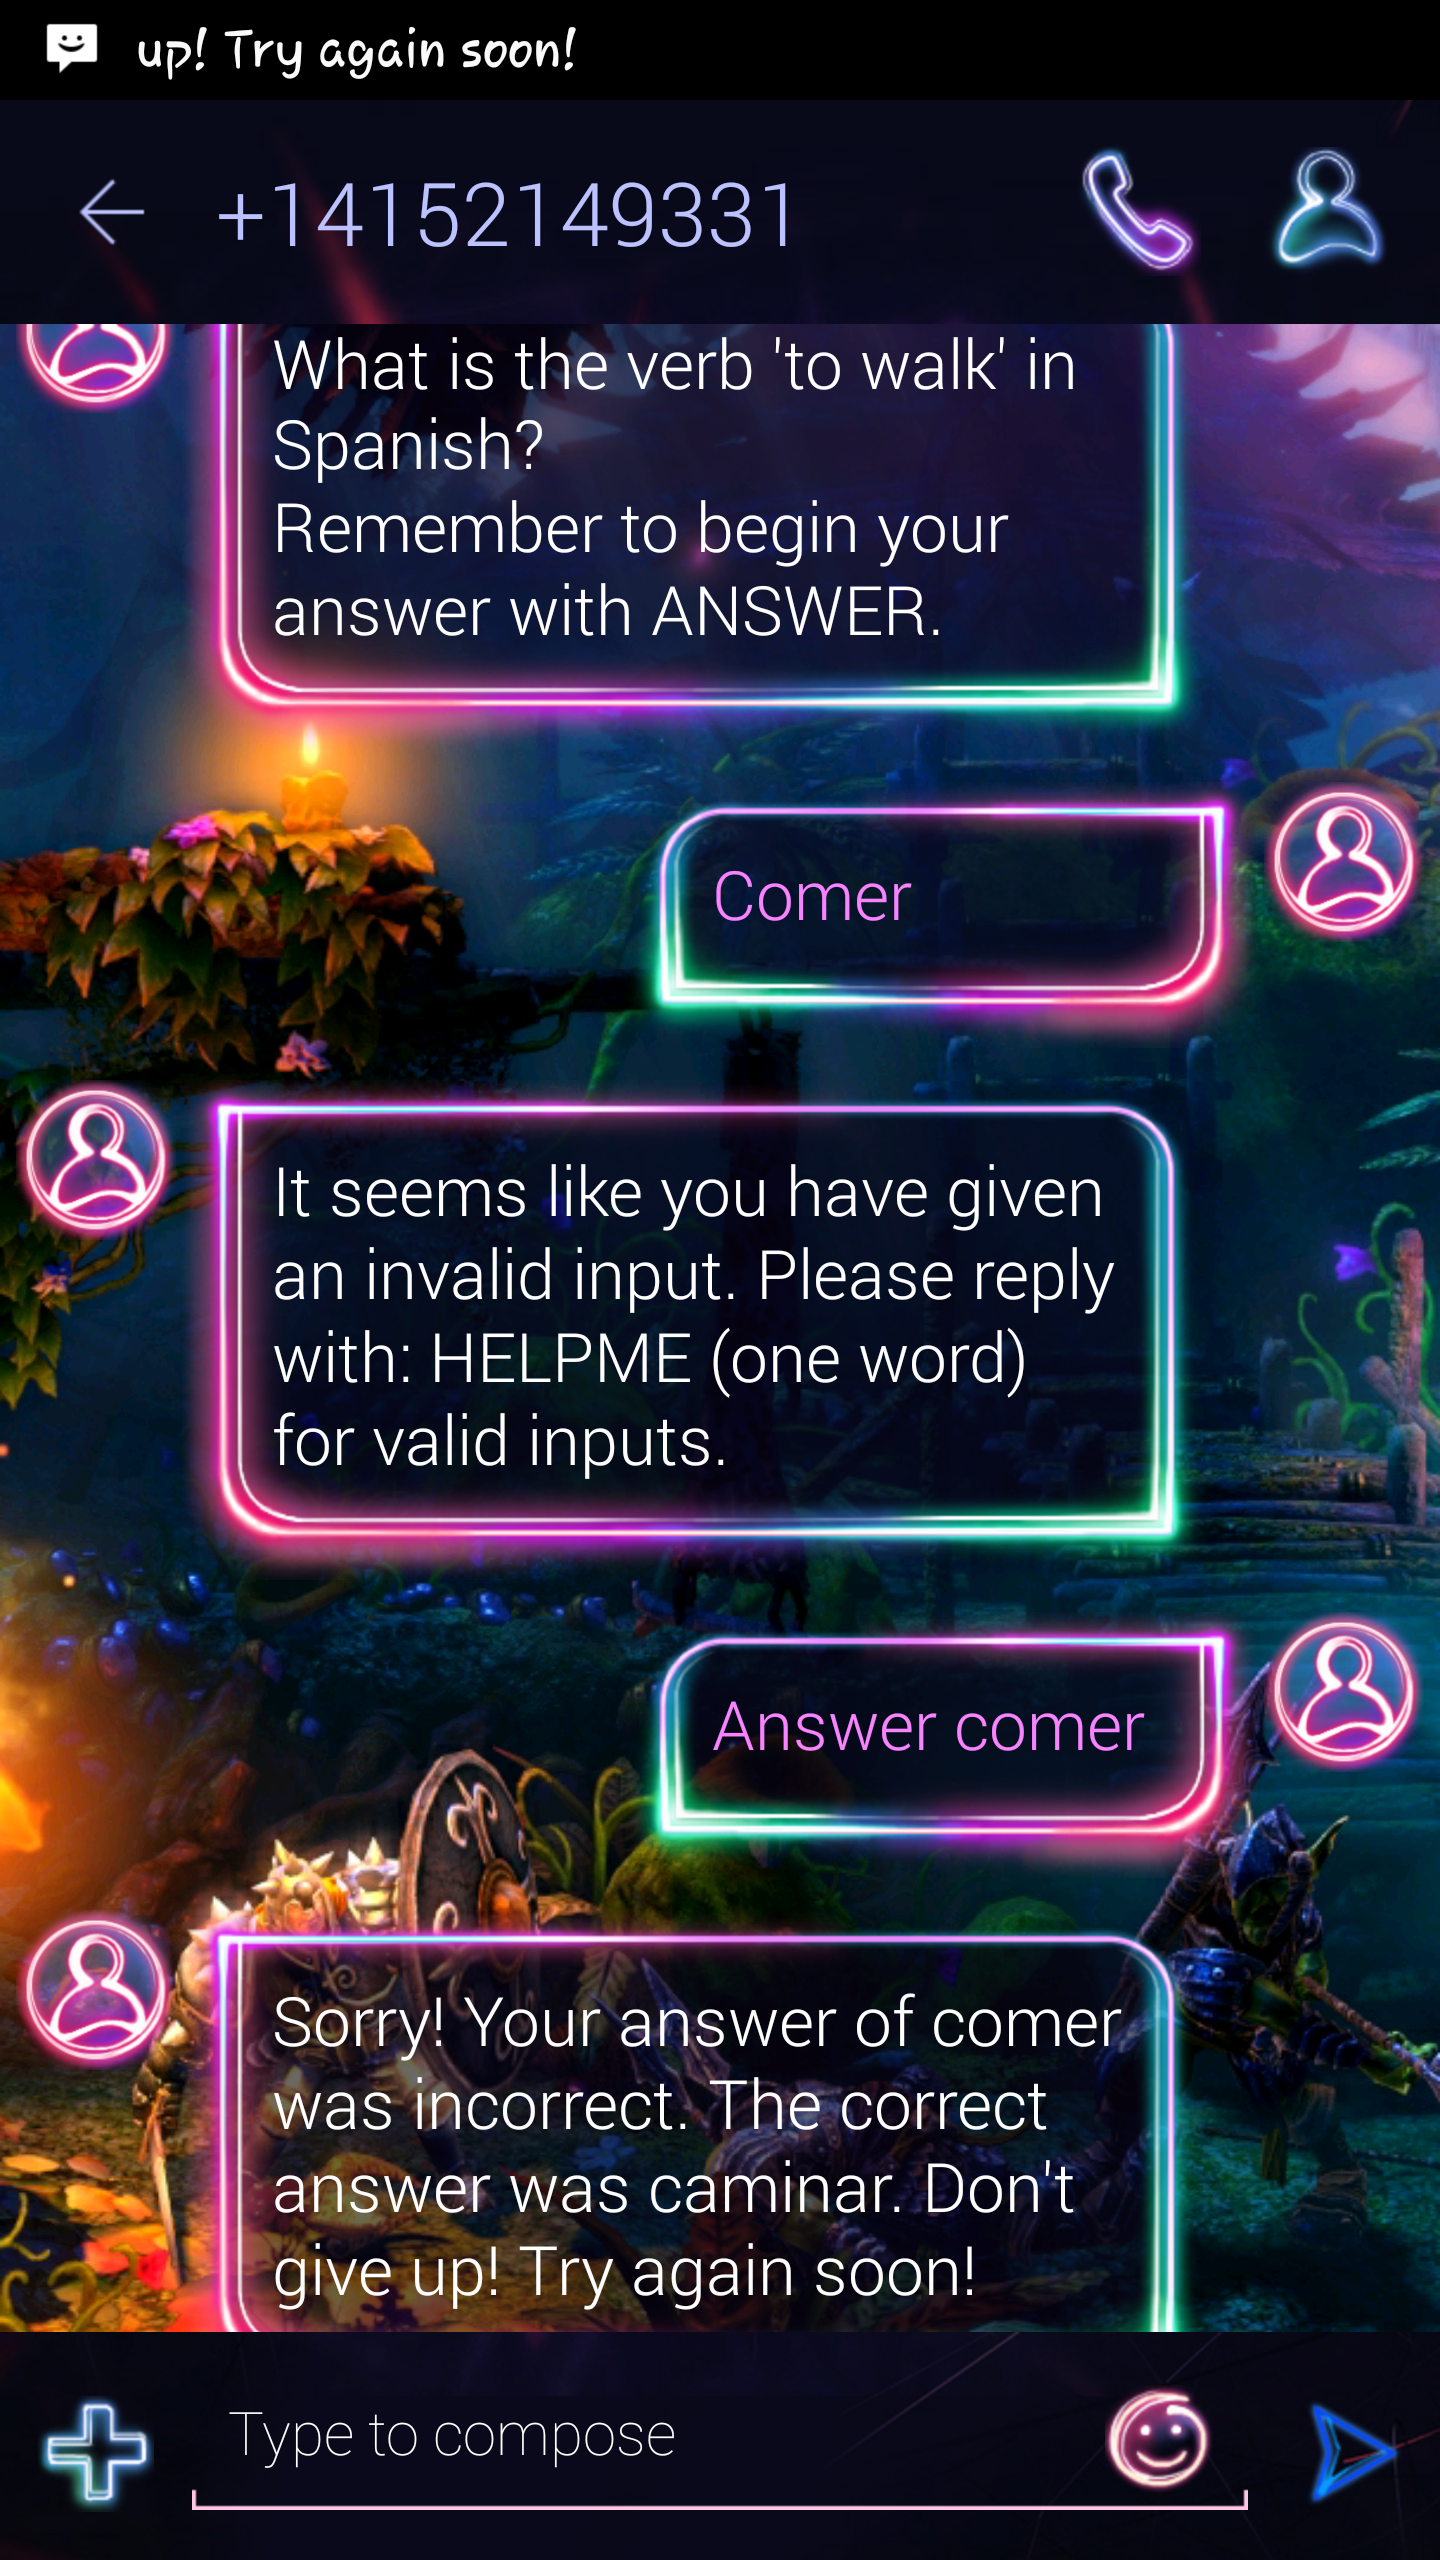 up! Try again soon!
+14152149331
What is the verb 'to walk' in
Spanish?
Remember to begin your
answer with ANSWER.
Comer
It seems like you have given
an invalid input. Please reply
with: HELPME (one word)
for valid inputs.
Answer comer
Sorry! Your answer of comer
was incorrect. The correct
answer was caminar. Don't
give up! Try again soon!
Type to compose